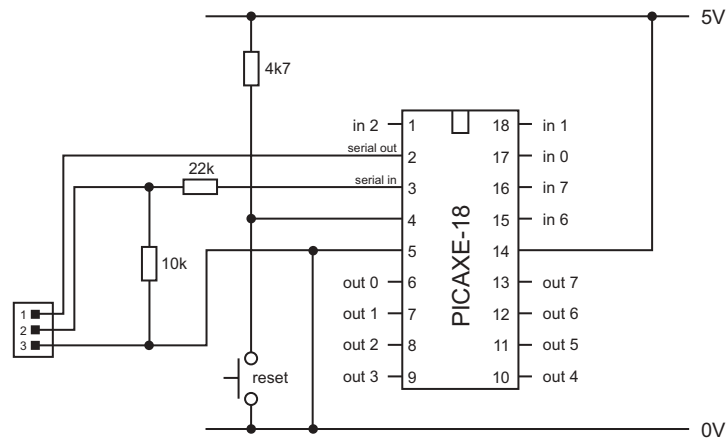 5V
4k7
in 2 1 18 in 1
serial out 2 17 in 0
22k
serial in 3 16 in 7
4 15 in 6
5 14
10k
out 0 6 13 out 7
out 1 7 12 out 6
out 2 8 11 out 5
out 3 9 10 out 4
PICAXE-18
1
2
3
reset
0V